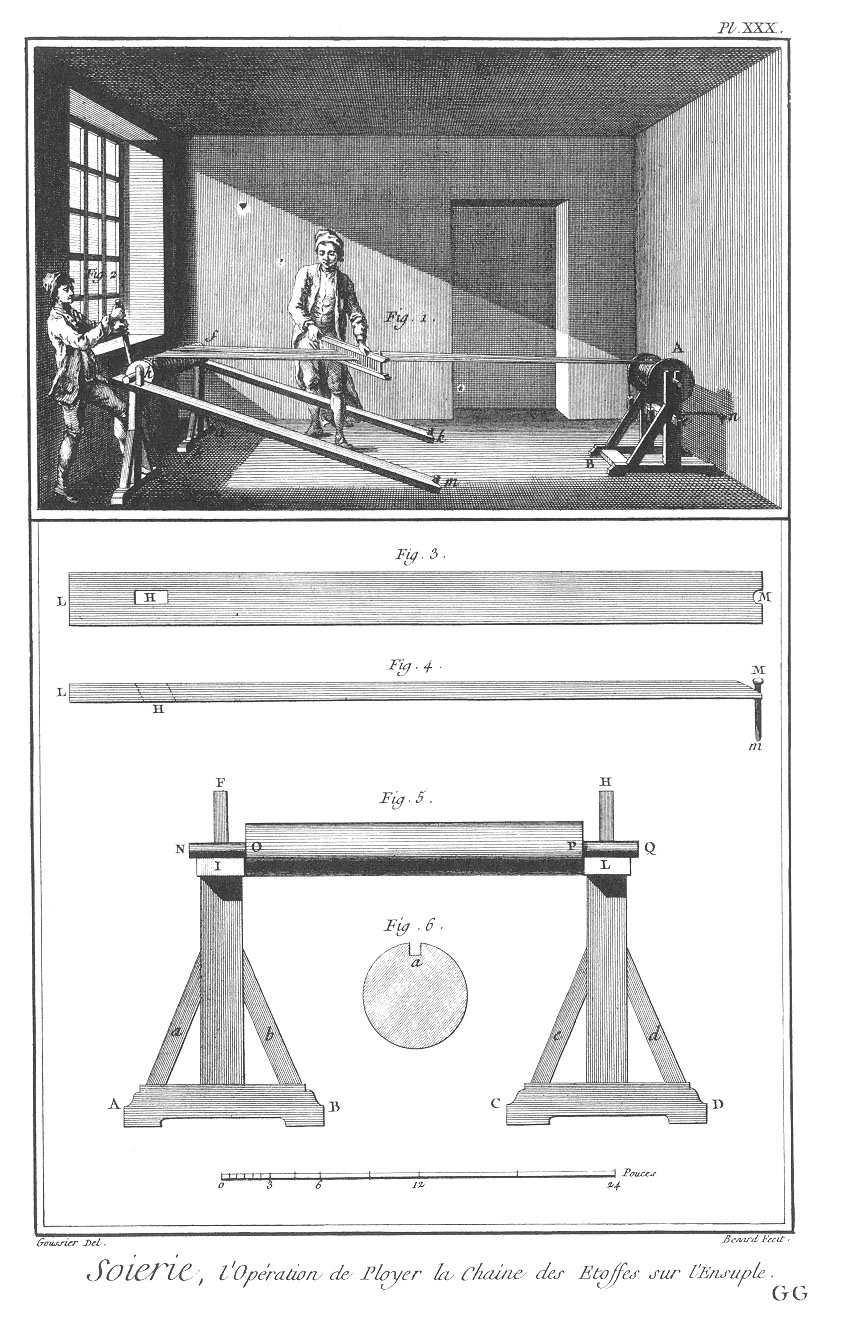 Pl. XXX.
Fig. 2
Fig. 1.
f
A
h
k
n
B
m
Fig. 3.
L H M
Fig. 4.
L H M
m
F H
Fig. 5.
N O P Q
I L
Fig. 6.
a
a b c d
A B C D
Pouces
0 3 6 12 24
Goussier Del. Benard Fecit.
Soierie, l'Opération de Ployer la Chaine des Etoffes sur l'Ensuple.
GG